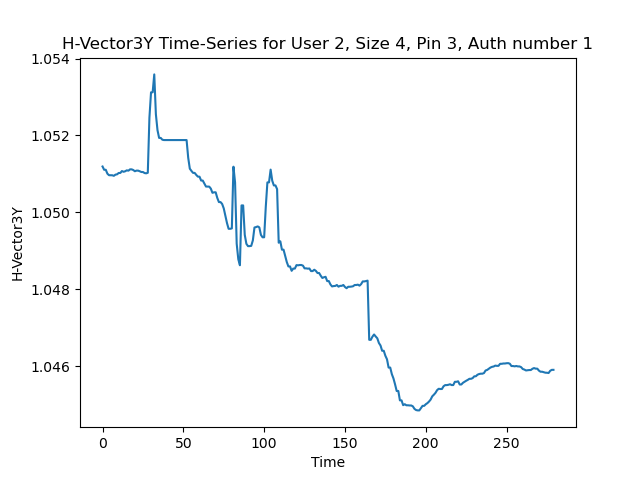 H-Vector3Y Time-Series for User 2, Size 4, Pin 3, Auth number 1
1.054
1.052
1.050
1.048
1.046
H-Vector3Y
0 50 100 150 200 250
Time